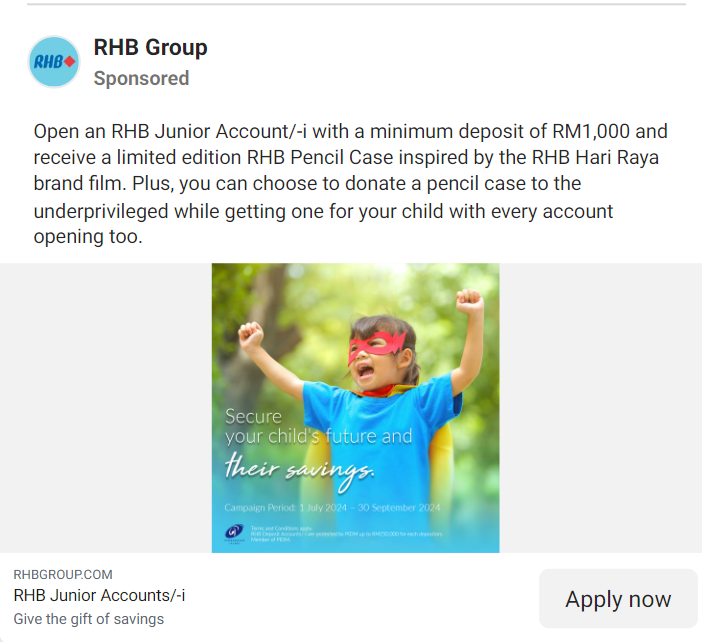 RHB
RHB Group
Sponsored
Open an RHB Junior Account/-i with a minimum deposit of RM1,000 and
receive a limited edition RHB Pencil Case inspired by the RHB Hari Raya
brand film. Plus, you can choose to donate a pencil case to the
underprivileged while getting one for your child with every account
opening too.
Secure
your child's future and
their savings.
Campaign Period: 1 July 2024 – 30 September 2024
Terms and Conditions apply.
RHB Deposit Accounts/-i are protected by PIDM up to RM250,000 for each depositor.
Member of PIDM
RHBGROUP.COM
RHB Junior Accounts/-i
Give the gift of savings
Apply now